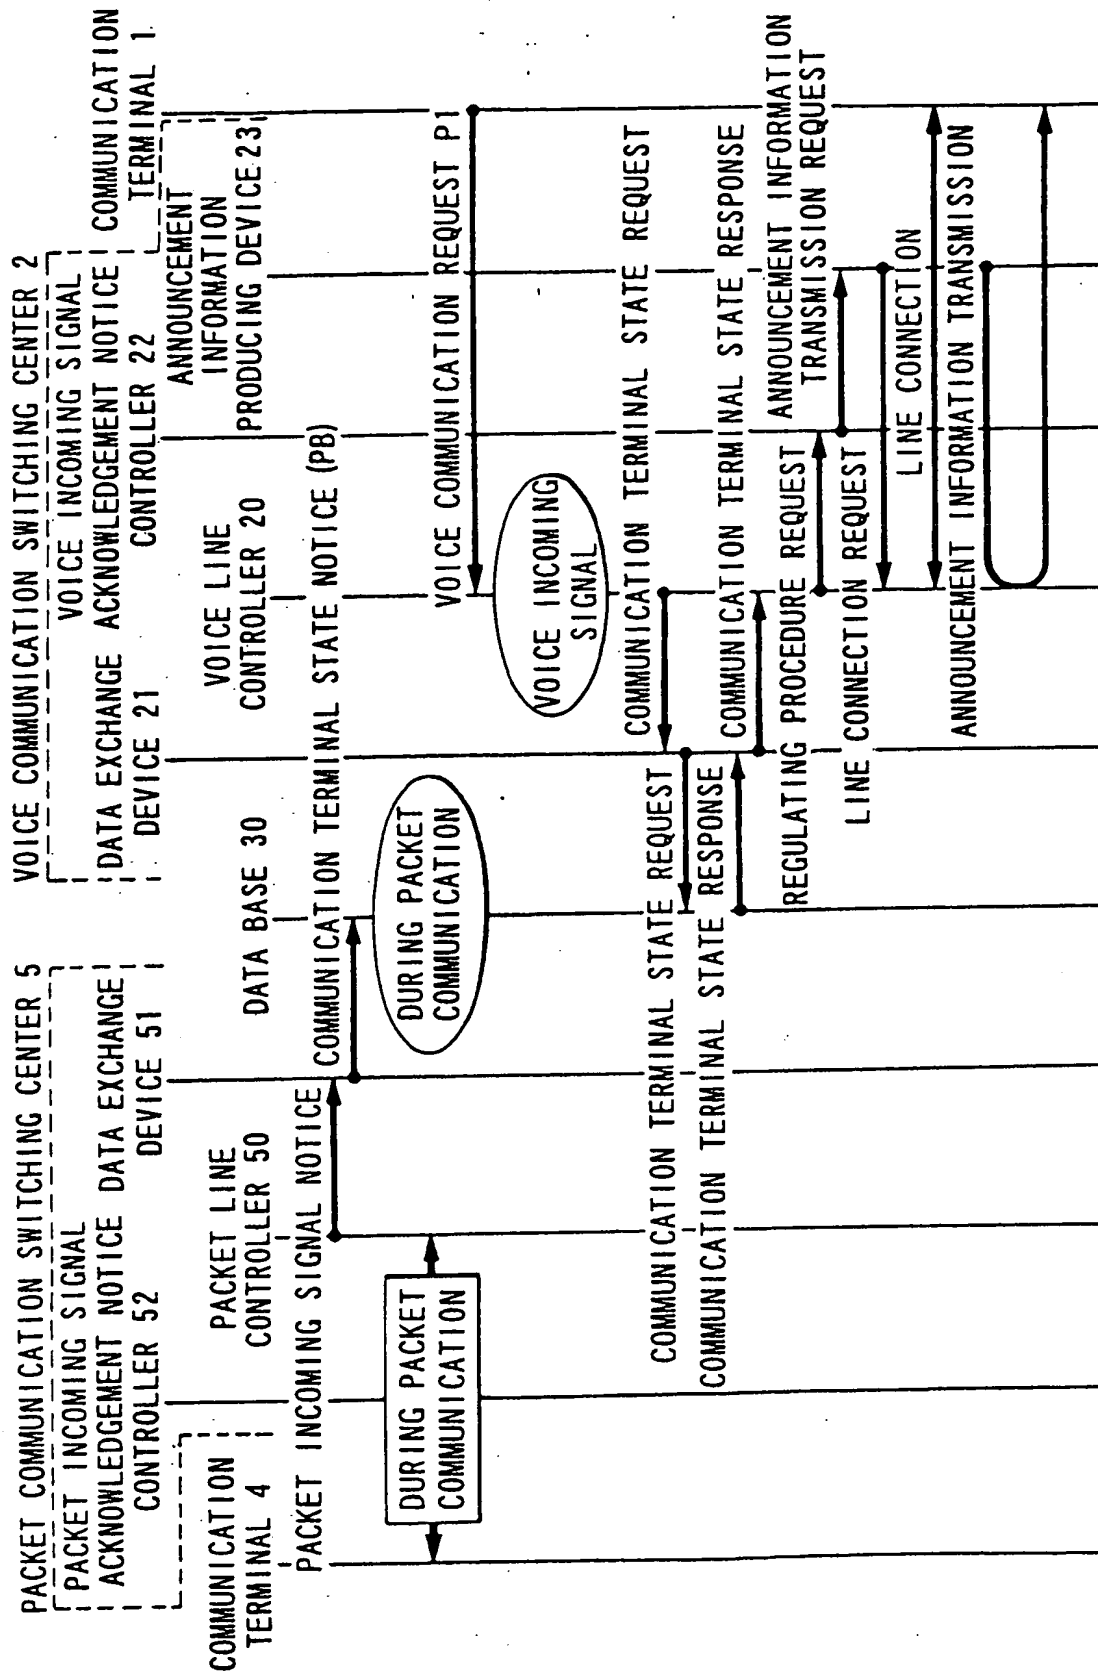 PACKET COMMUNICATION SWITCHING CENTER 5
PACKET INCOMING SIGNAL
ACKNOWLEDGEMENT NOTICE
CONTROLLER 52
DATA EXCHANGE
DEVICE 51
COMMUNICATION
TERMINAL 4
PACKET LINE
CONTROLLER 50
DATA BASE 30
VOICE COMMUNICATION SWITCHING CENTER 2
VOICE INCOMING SIGNAL
ACKNOWLEDGEMENT NOTICE
CONTROLLER 22
DATA EXCHANGE
DEVICE 21
VOICE LINE
CONTROLLER 20
ANNOUNCEMENT
INFORMATION
PRODUCING DEVICE 23
COMMUNICATION
TERMINAL 1
PACKET INCOMING SIGNAL NOTICE
COMMUNICATION TERMINAL STATE NOTICE (PB)
DURING PACKET
COMMUNICATION
DURING PACKET
COMMUNICATION
VOICE COMMUNICATION REQUEST P1
VOICE INCOMING
SIGNAL
COMMUNICATION TERMINAL STATE REQUEST
COMMUNICATION TERMINAL STATE REQUEST
COMMUNICATION TERMINAL STATE RESPONSE
COMMUNICATION TERMINAL STATE RESPONSE
REGULATING PROCEDURE REQUEST
ANNOUNCEMENT INFORMATION
TRANSMISSION REQUEST
LINE CONNECTION REQUEST
LINE CONNECTION
ANNOUNCEMENT INFORMATION TRANSMISSION